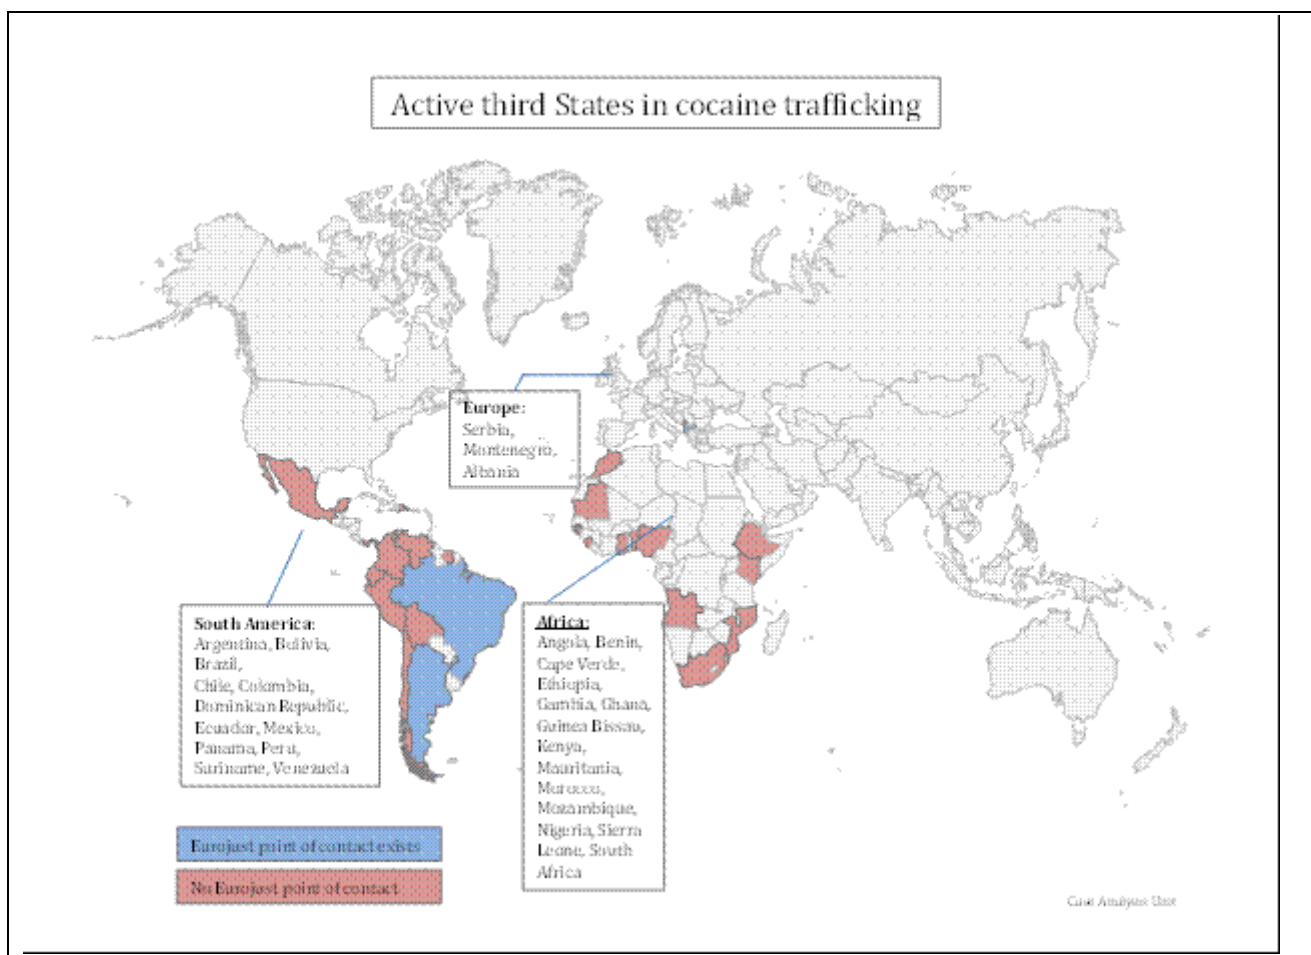 Active third States in cocaine trafficking
Europe:
Serbia,
Montenegro,
Albania
South America:
Argentina, Bolivia,
Brazil,
Chile, Colombia,
Dominican Republic,
Ecuador, Mexico,
Panama, Peru,
Suriname, Venezuela
Africa:
Angola, Benin,
Cape Verde,
Ethiopia,
Gambia, Ghana,
Guinea Bissau,
Kenya,
Mauritania,
Morocco,
Mozambique,
Nigeria, Sierra
Leone, South
Africa
Eurojust point of contact exists
No Eurojust point of contact
Case Analysis Unit